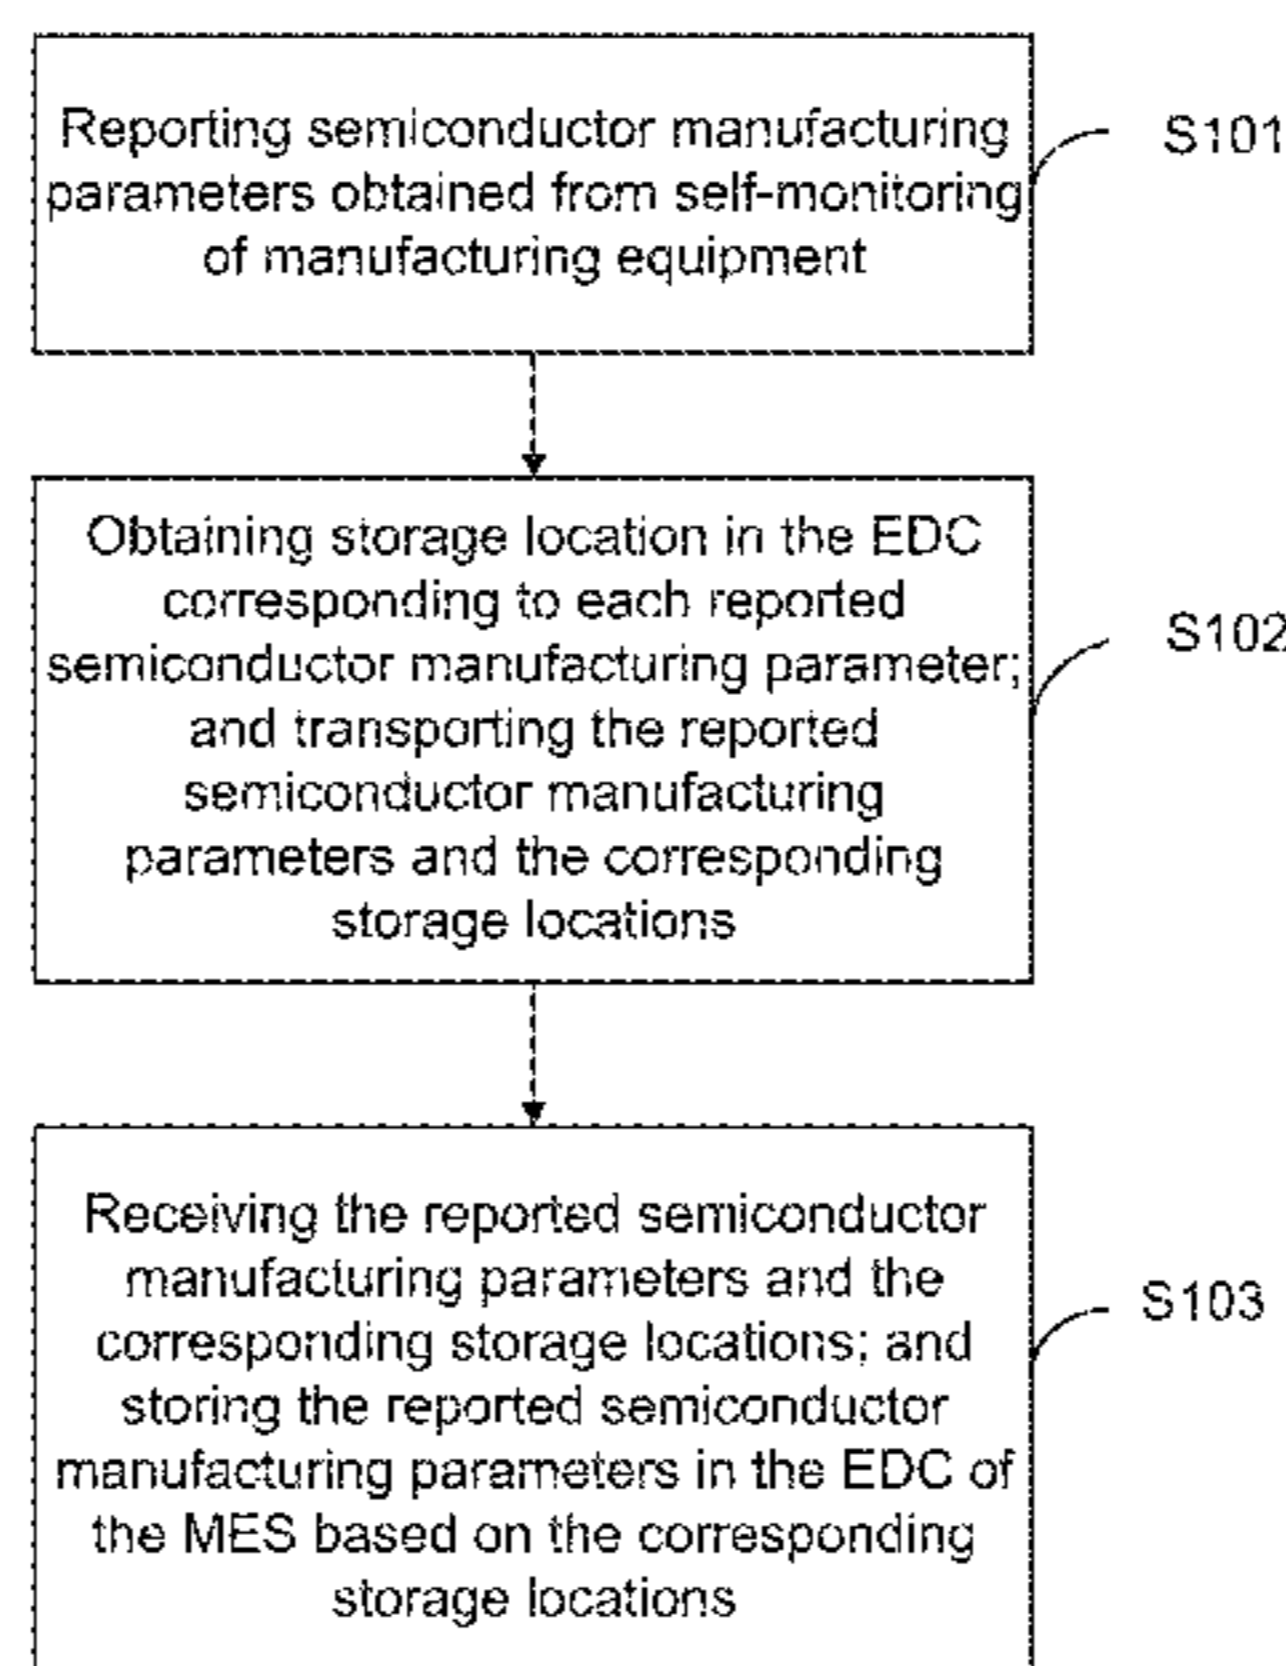 Reporting semiconductor manufacturing
parameters obtained from self-monitoring
of manufacturing equipment
S101
Obtaining storage location in the EDC
corresponding to each reported
semiconductor manufacturing parameter;
and transporting the reported
semiconductor manufacturing
parameters and the corresponding
storage locations
S102
Receiving the reported semiconductor
manufacturing parameters and the
corresponding storage locations; and
storing the reported semiconductor
manufacturing parameters in the EDC of
the MES based on the corresponding
storage locations
S103